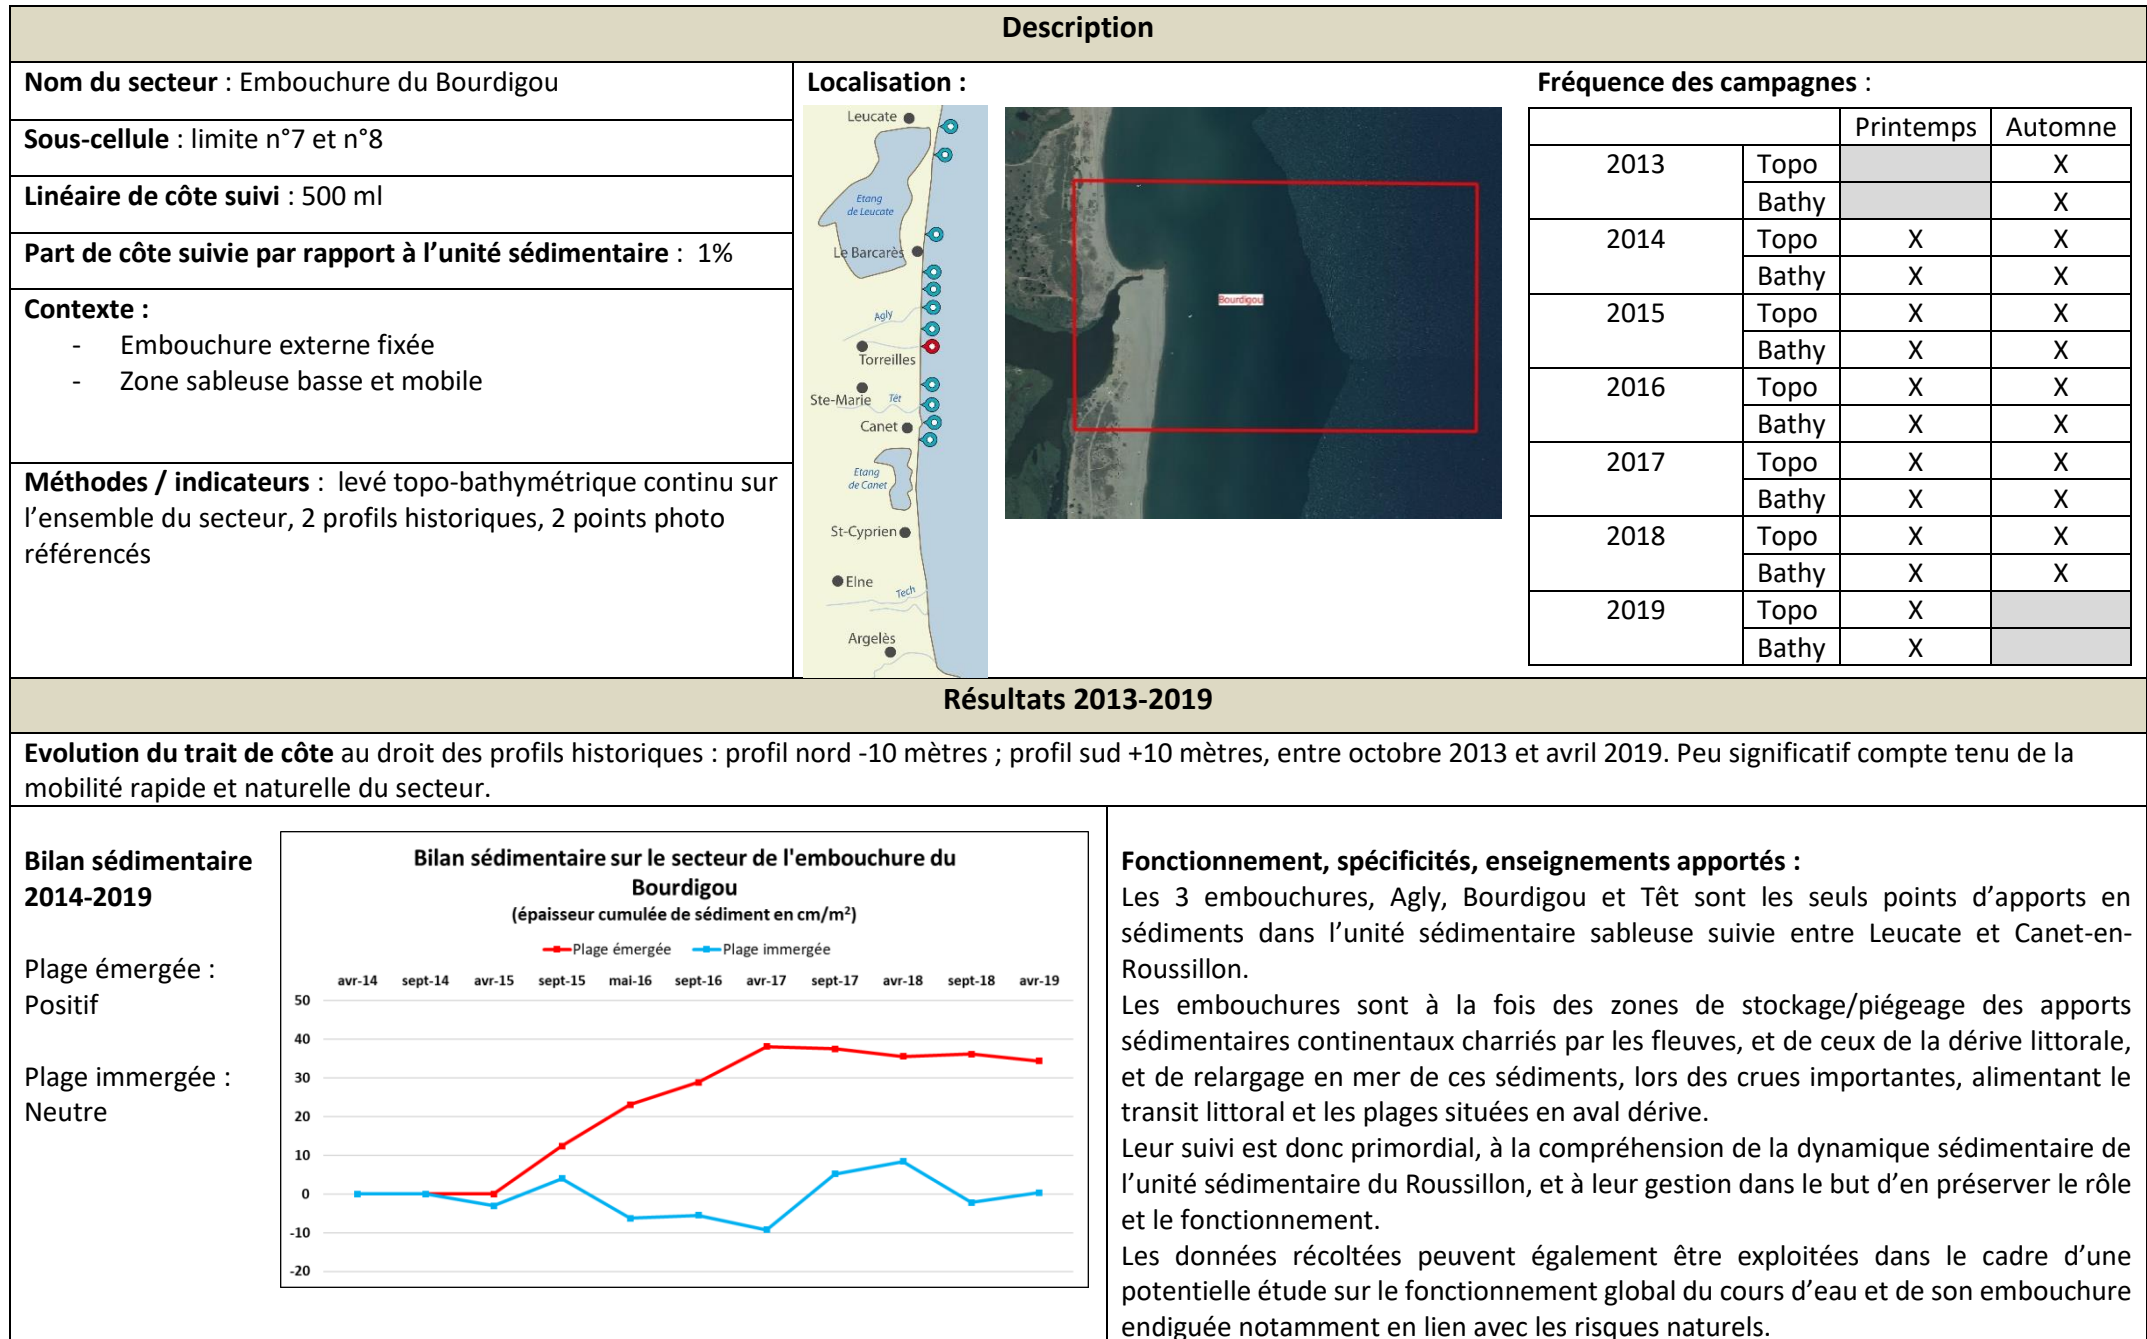 Description
Nom du secteur : Embouchure du Bourdigou
Sous-cellule : limite n°7 et n°8
Linéaire de côte suivi : 500 ml
Part de côte suivie par rapport à l'unité sédimentaire : 1%
Contexte :
- Embouchure externe fixée
- Zone sableuse basse et mobile
Méthodes / indicateurs : levé topo-bathymétrique continu sur
l'ensemble du secteur, 2 profils historiques, 2 points photo
référencés
Localisation :
Leucate
Etang
de Leucate
Le Barcarès
Agly
Torreilles
Ste-Marie
Têt
Canet
Etang
de Canet
St-Cyprien
Elne
Tech
Argelès
Bourdigou
Fréquence des campagnes :
Printemps Automne
2013 Topo X
Bathy X
2014 Topo X X
Bathy X X
2015 Topo X X
Bathy X X
2016 Topo X X
Bathy X X
2017 Topo X X
Bathy X X
2018 Topo X X
Bathy X X
2019 Topo X
Bathy X
Résultats 2013-2019
Evolution du trait de côte au droit des profils historiques : profil nord -10 mètres ; profil sud +10 mètres, entre octobre 2013 et avril 2019. Peu significatif compte tenu de la
mobilité rapide et naturelle du secteur.
Bilan sédimentaire
2014-2019
Plage émergée :
Positif
Plage immergée :
Neutre
Bilan sédimentaire sur le secteur de l'embouchure du
Bourdigou
(épaisseur cumulée de sédiment en cm/m²)
Plage émergée Plage immergée
avr-14 sept-14 avr-15 sept-15 mai-16 sept-16 avr-17 sept-17 avr-18 sept-18 avr-19
50
40
30
20
10
0
-10
-20
Fonctionnement, spécificités, enseignements apportés :
Les 3 embouchures, Agly, Bourdigou et Têt sont les seuls points d'apports en
sédiments dans l'unité sédimentaire sableuse suivie entre Leucate et Canet-en-
Roussillon.
Les embouchures sont à la fois des zones de stockage/piégeage des apports
sédimentaires continentaux charriés par les fleuves, et de ceux de la dérive littorale,
et de relargage en mer de ces sédiments, lors des crues importantes, alimentant le
transit littoral et les plages situées en aval dérive.
Leur suivi est donc primordial, à la compréhension de la dynamique sédimentaire de
l'unité sédimentaire du Roussillon, et à leur gestion dans le but d'en préserver le rôle
et le fonctionnement.
Les données récoltées peuvent également être exploitées dans le cadre d'une
potentielle étude sur le fonctionnement global du cours d'eau et de son embouchure
endiguée notamment en lien avec les risques naturels.